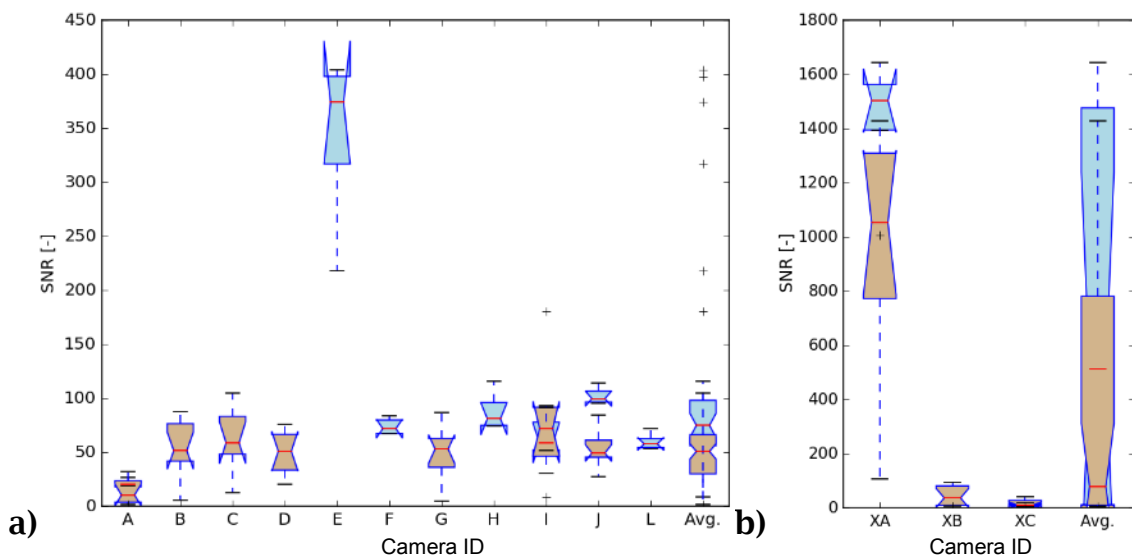 450
400
350
300
250
200
150
100
50
0
SNR [-]
A B C D E F G H I J L Avg.
Camera ID
a)
1800
1600
1400
1200
1000
800
600
400
200
0
SNR [-]
XA XB XC Avg.
Camera ID
b)